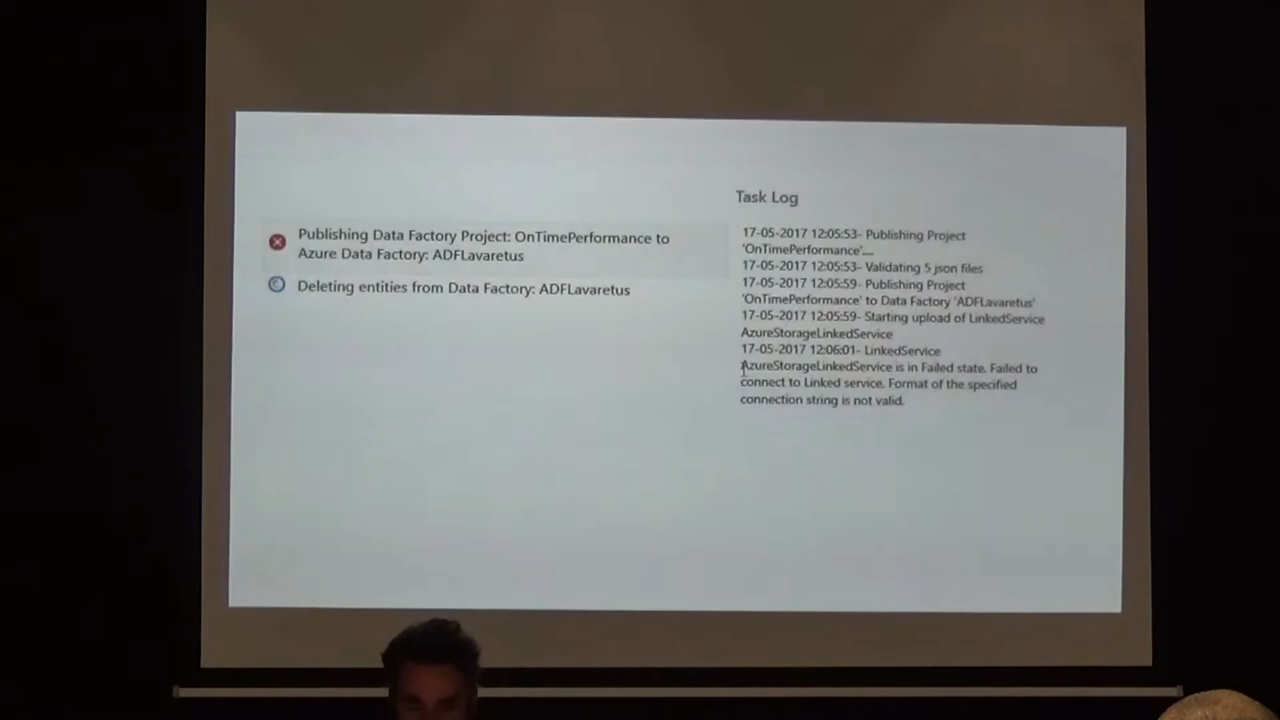 Publishing Data Factory Project: OnTimePerformance to
Azure Data Factory: ADFLavaretus
Deleting entities from Data Factory: ADFLavaretus
Task Log
17-05-2017 12:05:53- Publishing Project
'OnTimePerformance'....
17-05-2017 12:05:53- Validating 5 json files
17-05-2017 12:05:59- Publishing Project
'OnTimePerformance' to Data Factory 'ADFLavaretus'
17-05-2017 12:05:59- Starting upload of LinkedService
AzureStorageLinkedService
17-05-2017 12:06:01- LinkedService
AzureStorageLinkedService is in Failed state. Failed to
connect to Linked service. Format of the specified
connection string is not valid.